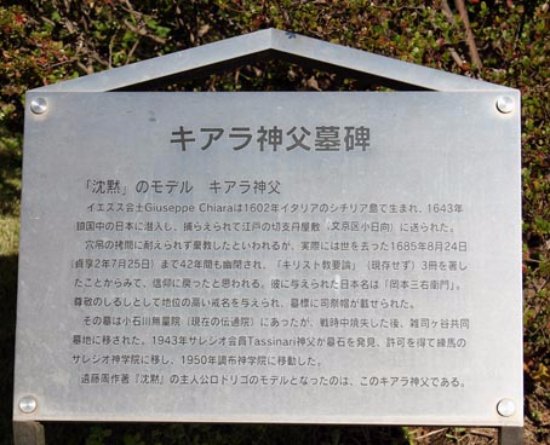 キアラ神父墓碑
「沈黙」のモデル キアラ神父
イエズス会士Giuseppe Chiaraは1602年イタリアのシチリア島で生まれ、1643年
鎖国中の日本に潜入し、捕らえられて江戸の切支丹屋敷（文京区小日向）に送られた。
穴吊の拷問に耐えられず棄教したといわれるが、実際には世を去った1685年8月24日
（貞享2年7月25日）まで42年間も幽閉され、「キリスト教要論」（現存せず）3冊を著し
たことからみて、信仰に戻ったと思われる。彼に与えられた日本名は「岡本三右衛門」。
尊敬のしるしとして地位の高い戒名を与えられ、墓標に司祭帽が載せられた。
その墓は小石川無量院（現在の伝通院）にあったが、戦時中焼失した後、雑司ヶ谷共同
墓地に移された。1943年サレジオ会員Tassinari神父が墓石を発見、許可を得て練馬の
サレジオ神学院に移し、1950年調布神学院に移動した。
遠藤周作著『沈黙』の主人公ロドリゴのモデルとなったのは、このキアラ神父である。